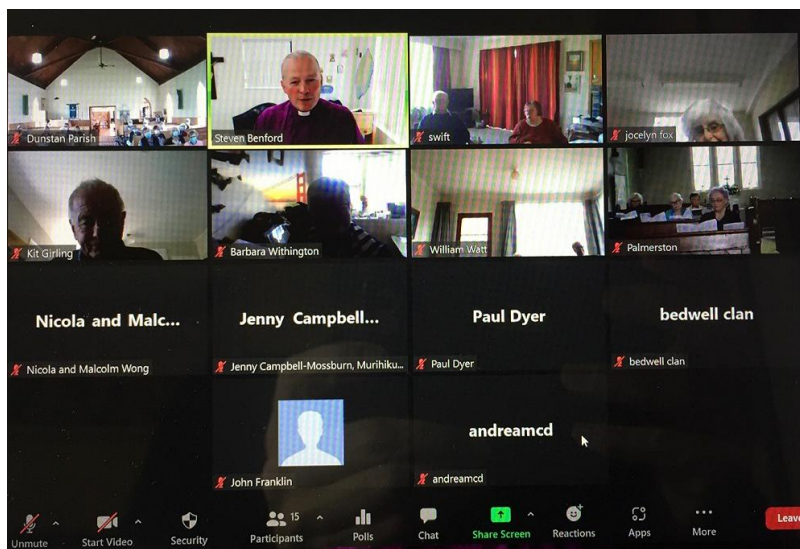 Dunstan Parish
Steven Benford
swift
jocelyn fox
Kit Girling
Barbara Withington
William Watt
Palmerston
Nicola and Malc...
Jenny Campbell...
Paul Dyer
bedwell clan
Nicola and Malcolm Wong
Jenny Campbell-Mossburn, Murihiku...
Paul Dyer
bedwell clan
andreamcd
John Franklin
andreamcd
15
Unmute
Start Video
Security
Participants
Polls
Chat
Share Screen
Reactions
Apps
More
Leave